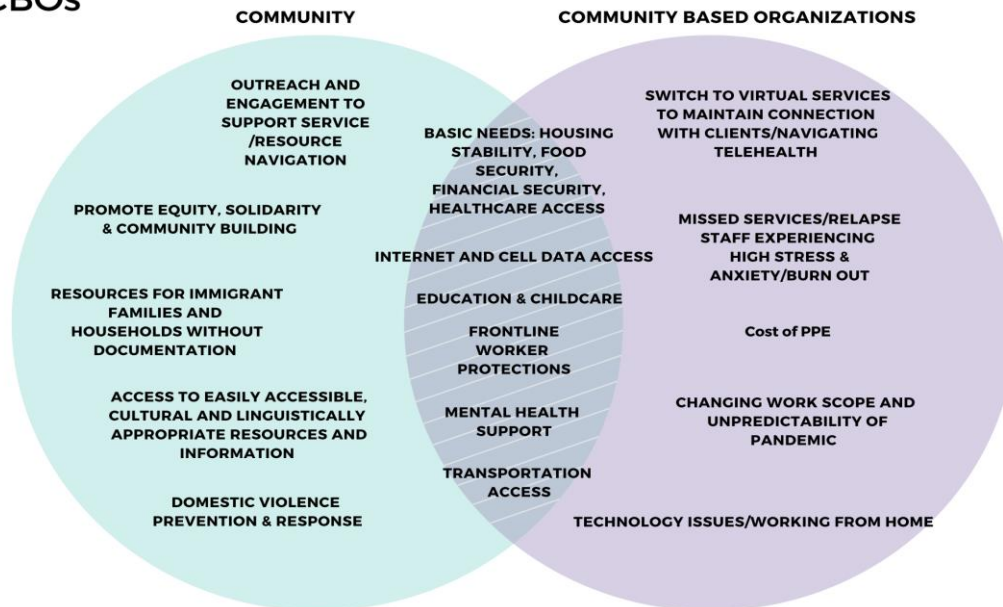 CBOs
COMMUNITY
COMMUNITY BASED ORGANIZATIONS
OUTREACH AND
ENGAGEMENT TO
SUPPORT SERVICE
/RESOURCE
NAVIGATION
PROMOTE EQUITY, SOLIDARITY
& COMMUNITY BUILDING
RESOURCES FOR IMMIGRANT
FAMILIES AND
HOUSEHOLDS WITHOUT
DOCUMENTATION
ACCESS TO EASILY ACCESSIBLE,
CULTURAL AND LINGUISTICALLY
APPROPRIATE RESOURCES AND
INFORMATION
DOMESTIC VIOLENCE
PREVENTION & RESPONSE
BASIC NEEDS: HOUSING
STABILITY, FOOD
SECURITY,
FINANCIAL SECURITY,
HEALTHCARE ACCESS
INTERNET AND CELL DATA ACCESS
EDUCATION & CHILDCARE
FRONTLINE
WORKER
PROTECTIONS
MENTAL HEALTH
SUPPORT
TRANSPORTATION
ACCESS
SWITCH TO VIRTUAL SERVICES
TO MAINTAIN CONNECTION
WITH CLIENTS/NAVIGATING
TELEHEALTH
MISSED SERVICES/RELAPSE
STAFF EXPERIENCING
HIGH STRESS &
ANXIETY/BURN OUT
Cost of PPE
CHANGING WORK SCOPE AND
UNPREDICTABILITY OF
PANDEMIC
TECHNOLOGY ISSUES/WORKING FROM HOME